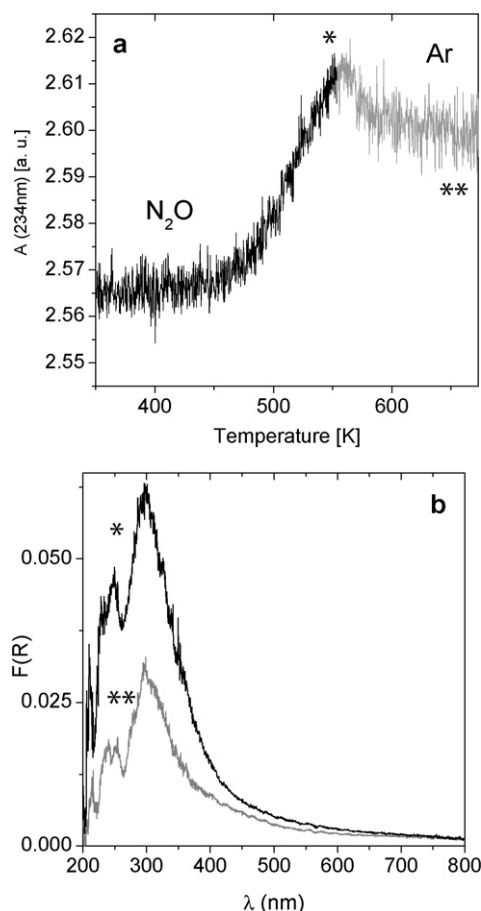 a
*
Ar
N₂O
**
A (234nm) [a. u.]
2.62
2.61
2.60
2.59
2.58
2.57
2.56
2.55
400 500 600
Temperature [K]
b
*
**
F(R)
0.050
0.025
0.000
200 300 400 500 600 700 800
λ (nm)